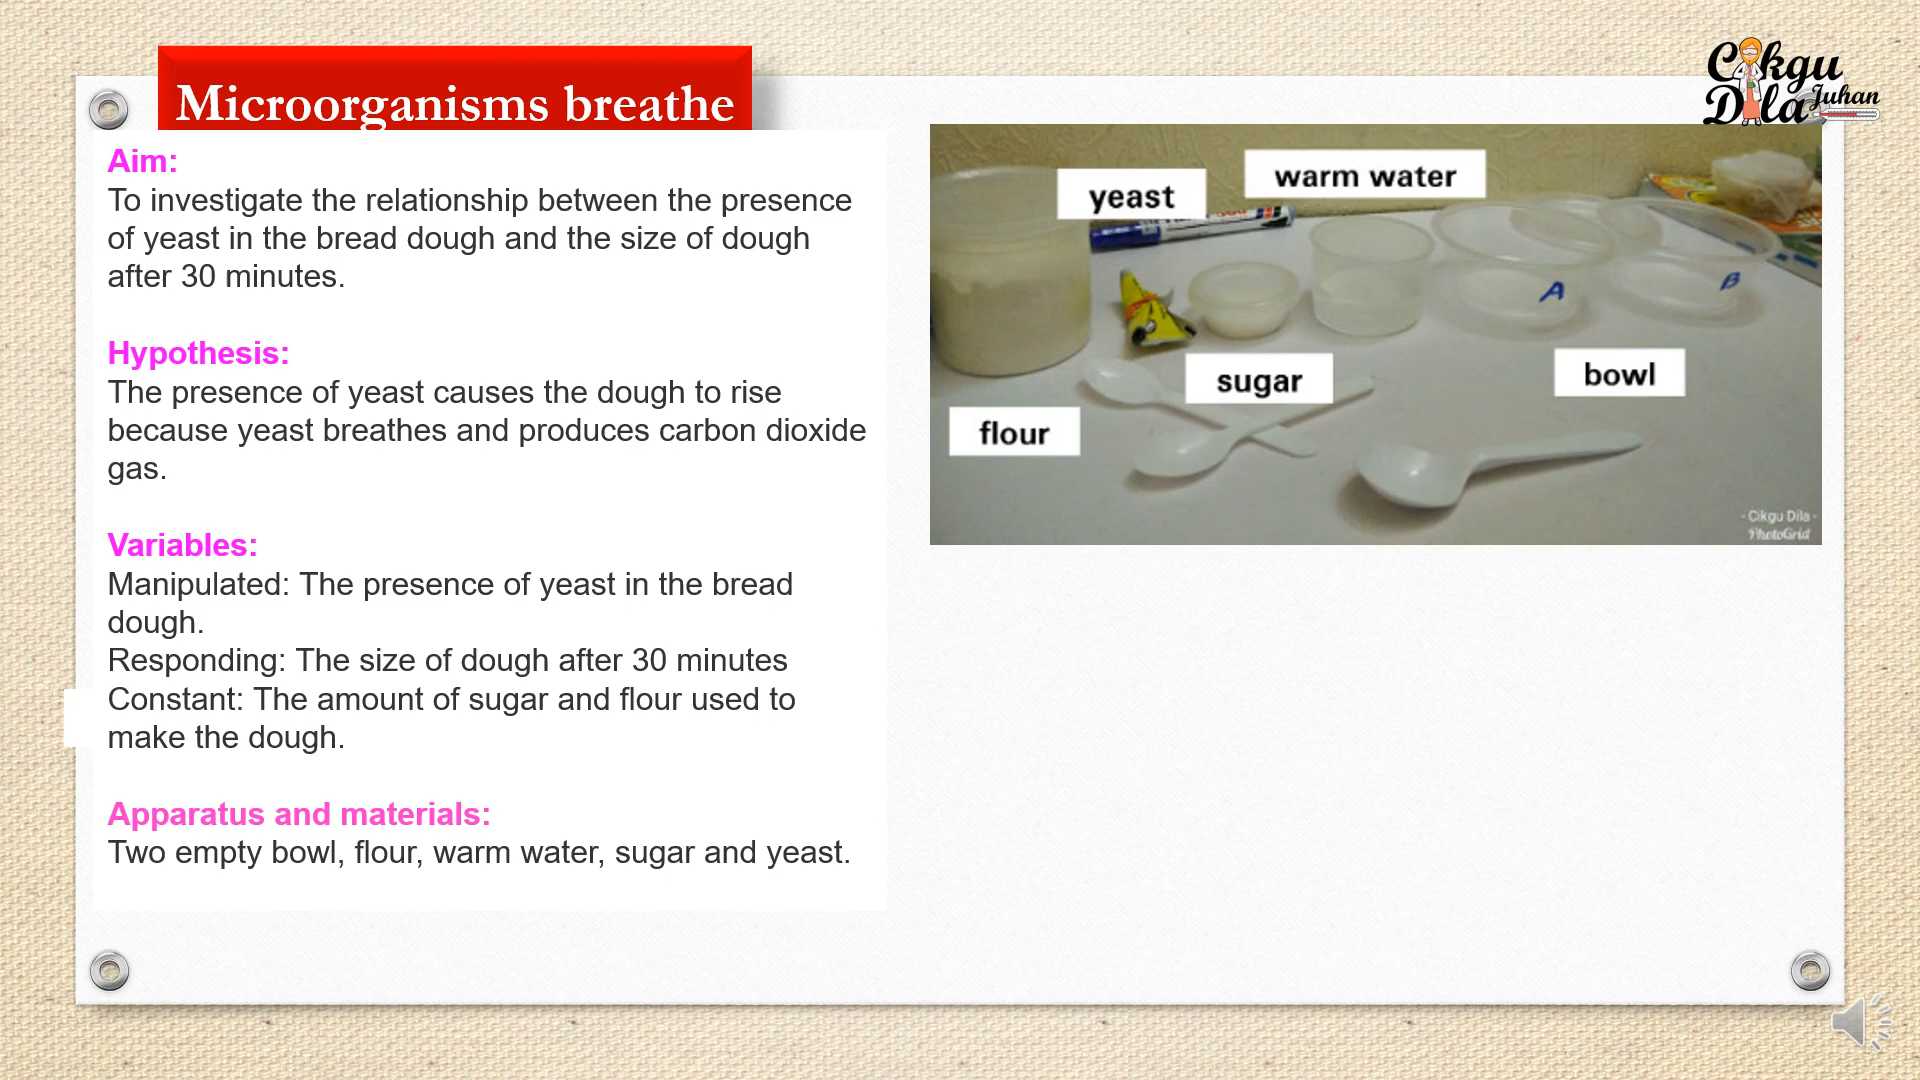 Microorganisms breathe
Cikgu
Dila Juhan
Aim:
To investigate the relationship between the presence
of yeast in the bread dough and the size of dough
after 30 minutes.
Hypothesis:
The presence of yeast causes the dough to rise
because yeast breathes and produces carbon dioxide
gas.
Variables:
Manipulated: The presence of yeast in the bread
dough.
Responding: The size of dough after 30 minutes
Constant: The amount of sugar and flour used to
make the dough.
Apparatus and materials:
Two empty bowl, flour, warm water, sugar and yeast.
yeast
warm water
A
B
sugar
bowl
flour
- Cikgu Dila -
PhotoGrid